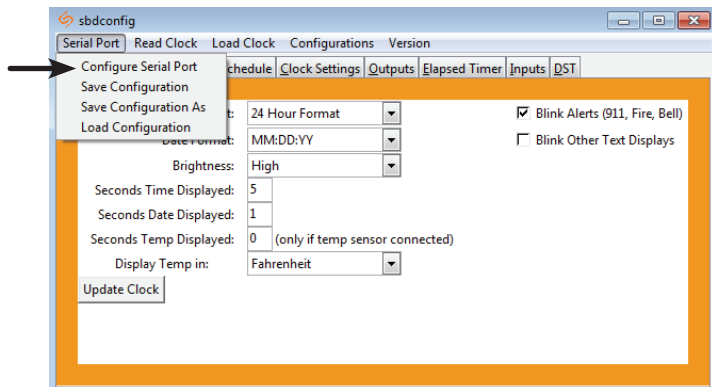 sbdconfig
Serial Port Read Clock Load Clock Configurations Version
Configure Serial Port
Save Configuration
Save Configuration As
Load Configuration
Clock Settings Outputs Elapsed Timer Inputs DST
24 Hour Format
Blink Alerts (911, Fire, Bell)
MM:DD:YY
Blink Other Text Displays
Brightness: High
Seconds Time Displayed: 5
Seconds Date Displayed: 1
Seconds Temp Displayed: 0 (only if temp sensor connected)
Display Temp in: Fahrenheit
Update Clock